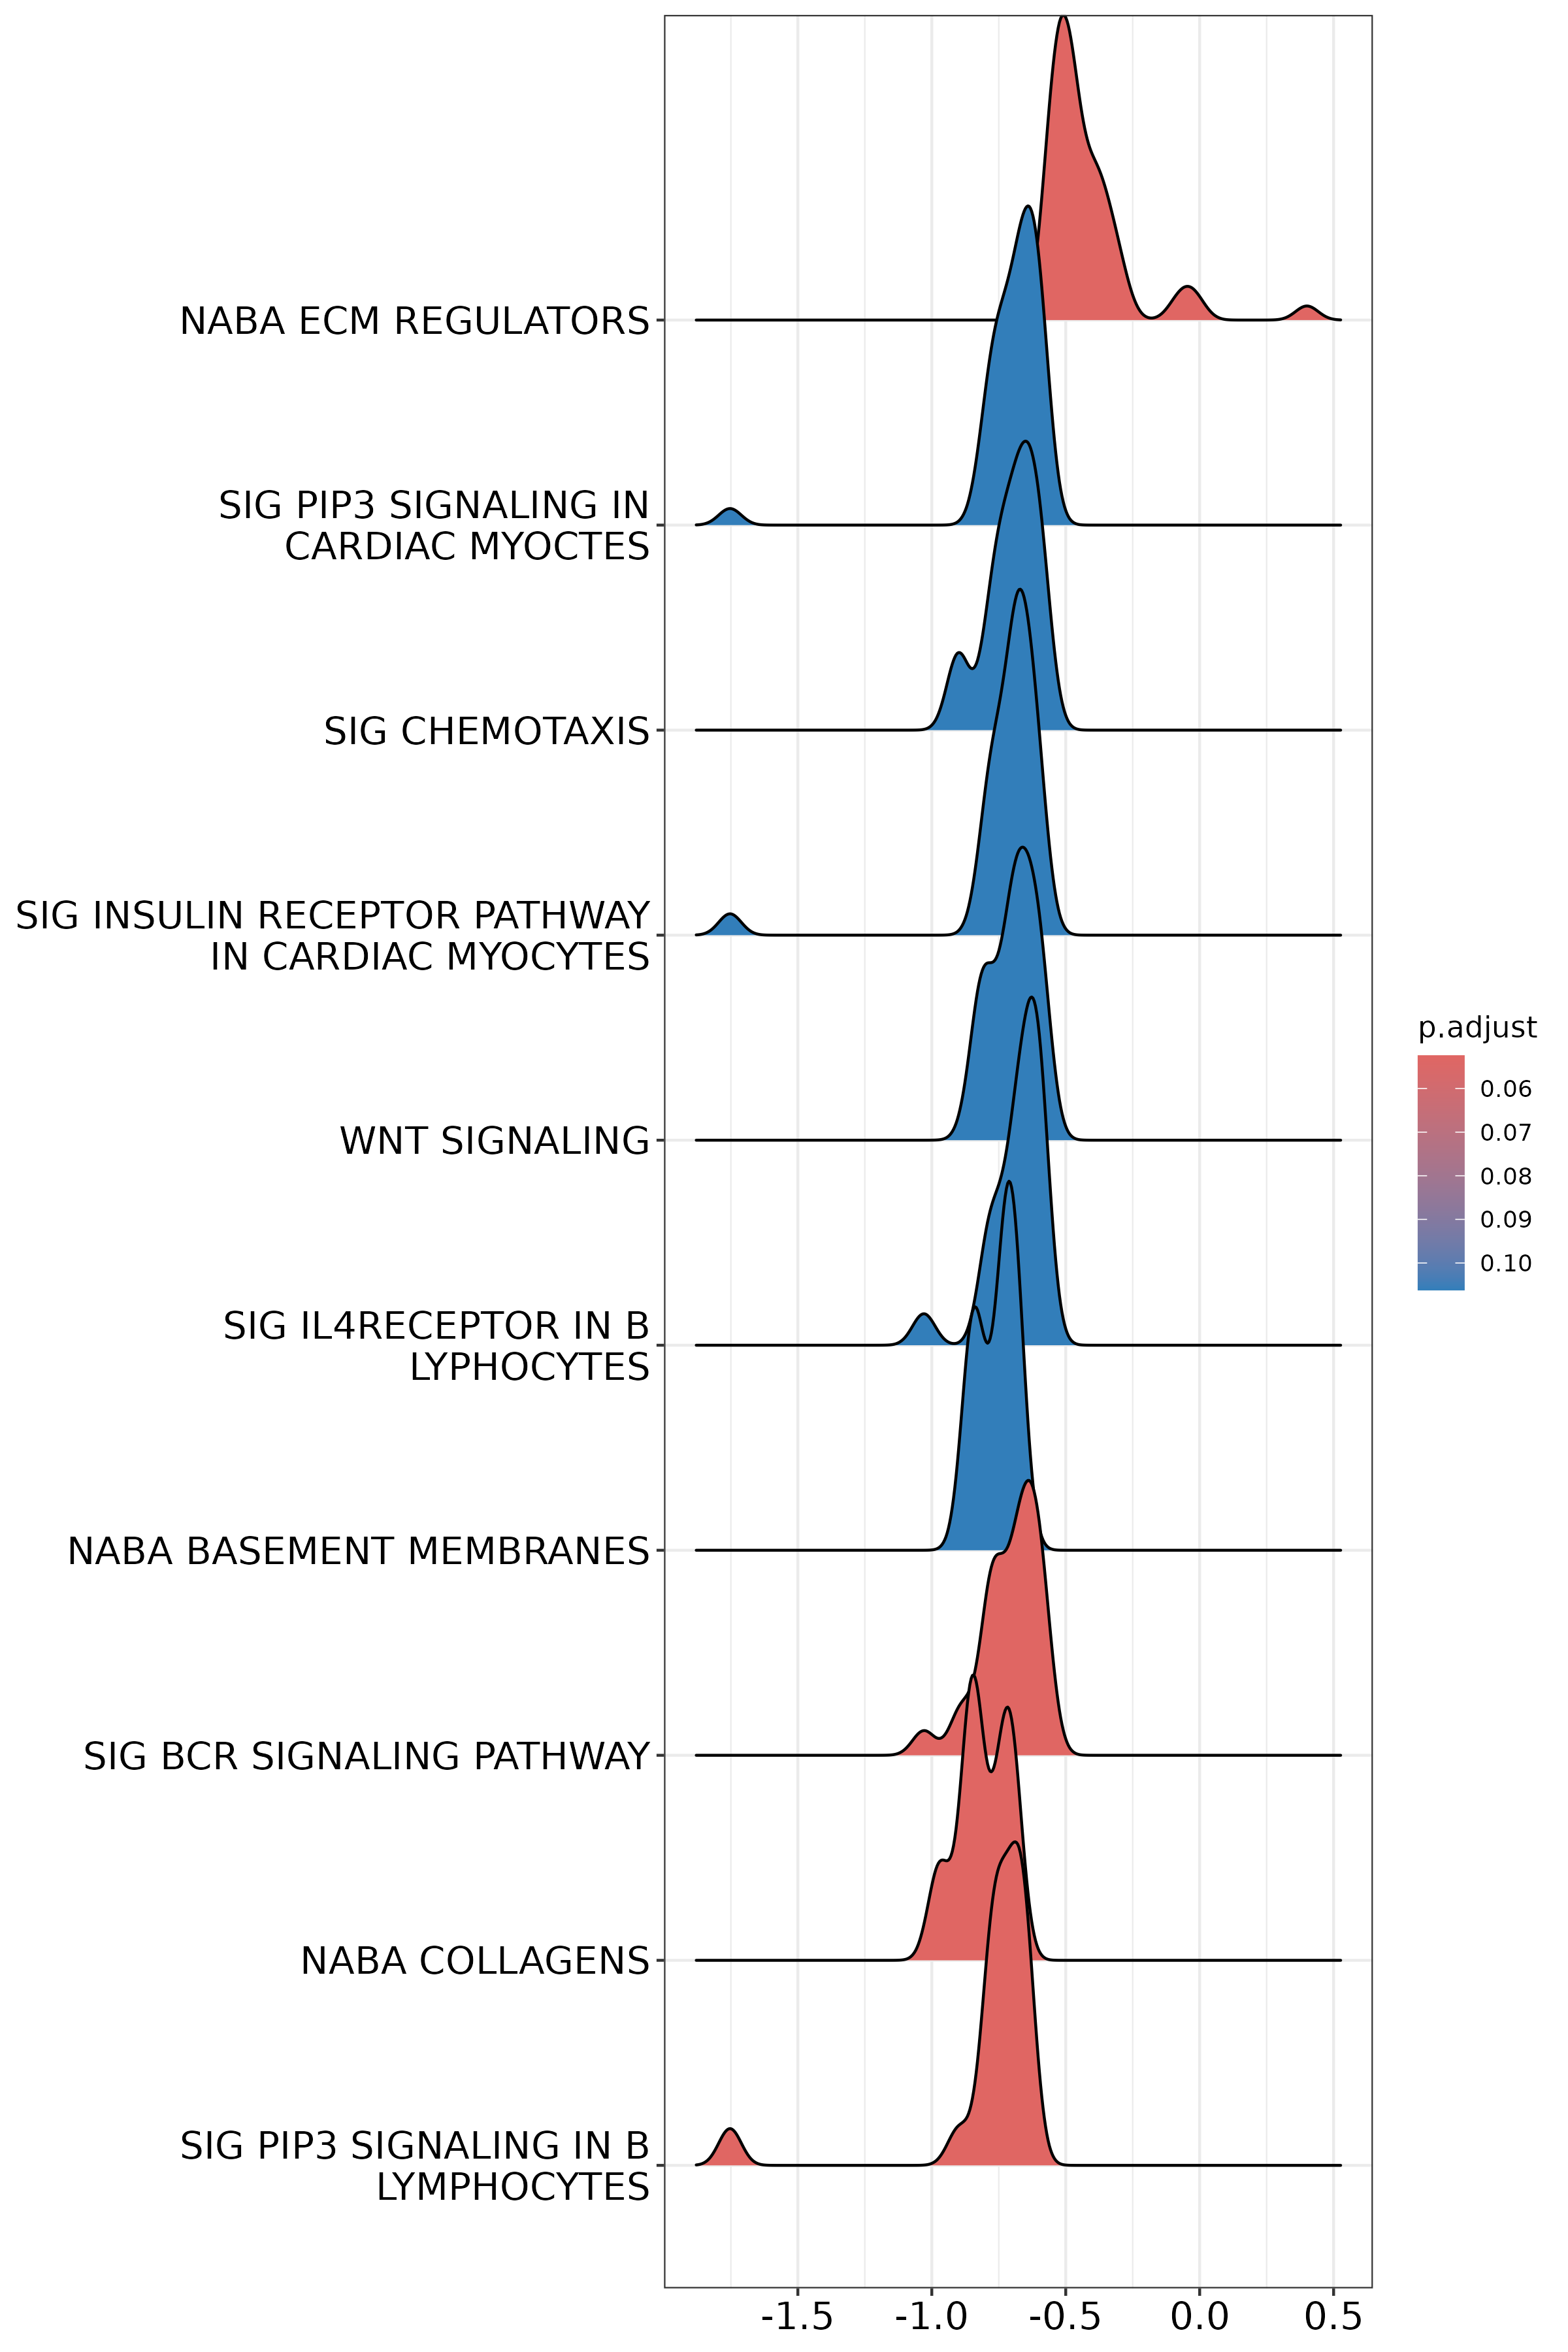 NABA ECM REGULATORS
SIG PIP3 SIGNALING IN
CARDIAC MYOCTES
SIG CHEMOTAXIS
SIG INSULIN RECEPTOR PATHWAY
IN CARDIAC MYOCYTES
WNT SIGNALING
SIG IL4RECEPTOR IN B
LYPHOCYTES
NABA BASEMENT MEMBRANES
SIG BCR SIGNALING PATHWAY
NABA COLLAGENS
SIG PIP3 SIGNALING IN B
LYMPHOCYTES
-1.5 -1.0 -0.5 0.0 0.5
p.adjust
0.06
0.07
0.08
0.09
0.10